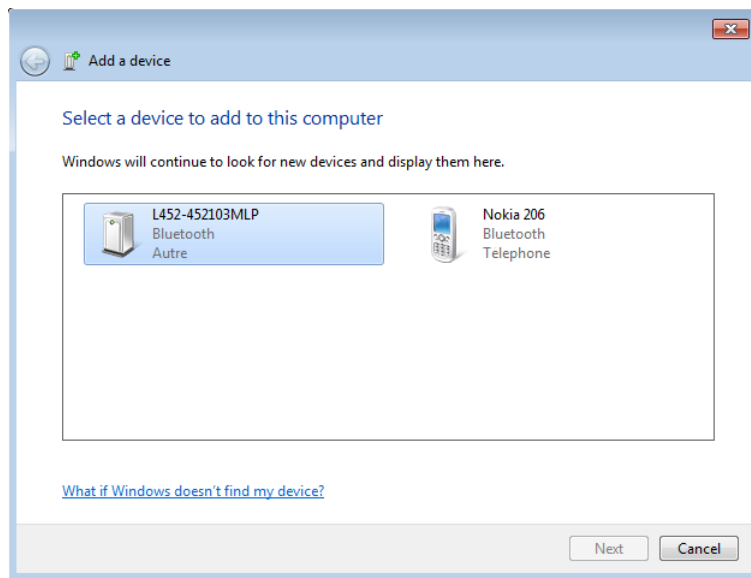 Add a device
Select a device to add to this computer
Windows will continue to look for new devices and display them here.
L452-452103MLP
Bluetooth
Autre
Nokia 206
Bluetooth
Telephone
What if Windows doesn't find my device?
Next
Cancel